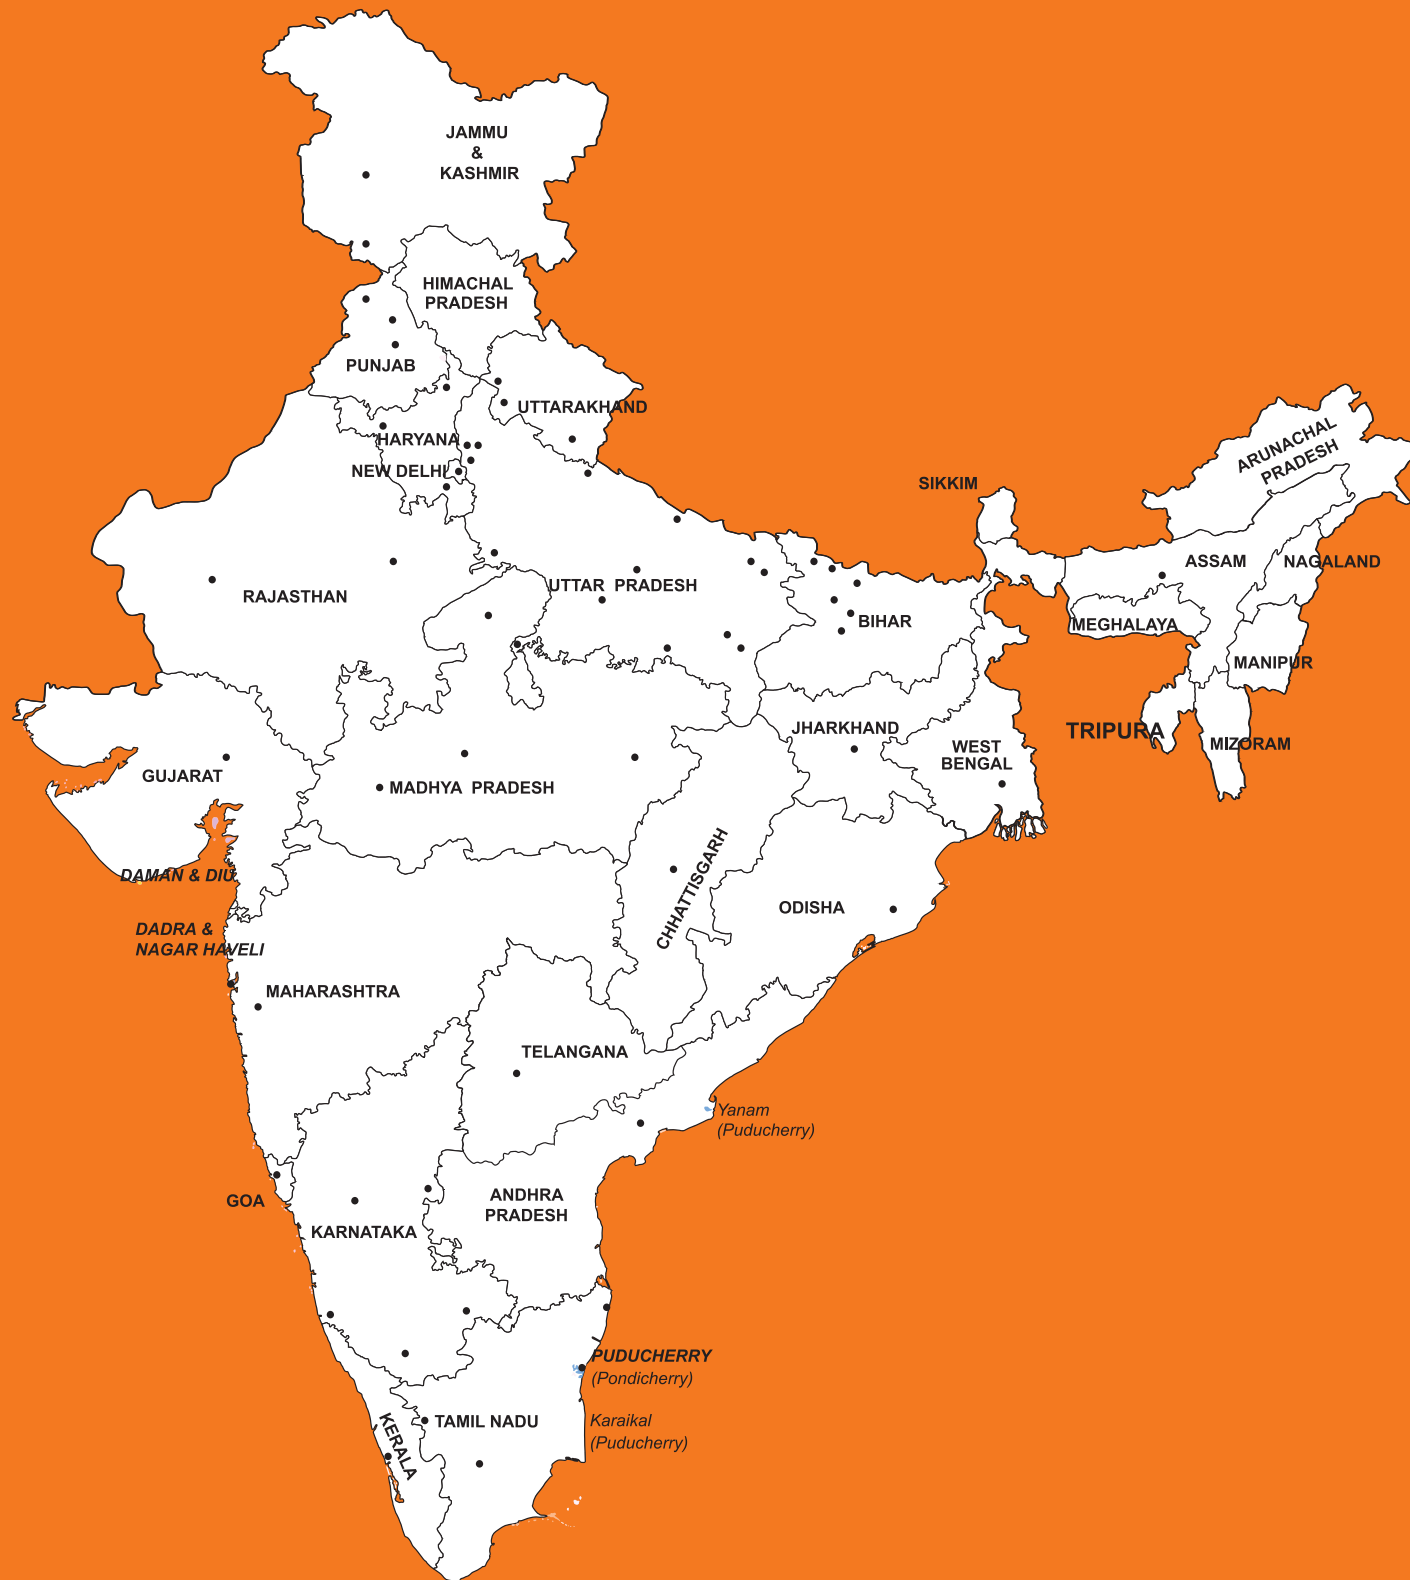 JAMMU
&
KASHMIR
HIMACHAL
PRADESH
PUNJAB
UTTARAKHAND
HARYANA
NEW DELHI
ARUNACHAL
PRADESH
SIKKIM
ASSAM
NAGALAND
RAJASTHAN
UTTAR PRADESH
BIHAR
MEGHALAYA
MANIPUR
TRIPURA
MIZORAM
JHARKHAND
WEST
BENGAL
GUJARAT
MADHYA PRADESH
CHHATTISGARH
DAMAN & DIU
ODISHA
DADRA &
NAGAR HAVELI
MAHARASHTRA
TELANGANA
Yanam
(Puducherry)
GOA
ANDHRA
PRADESH
KARNATAKA
PUDUCHERRY
(Pondicherry)
KERALA
TAMIL NADU
Karaikal
(Puducherry)